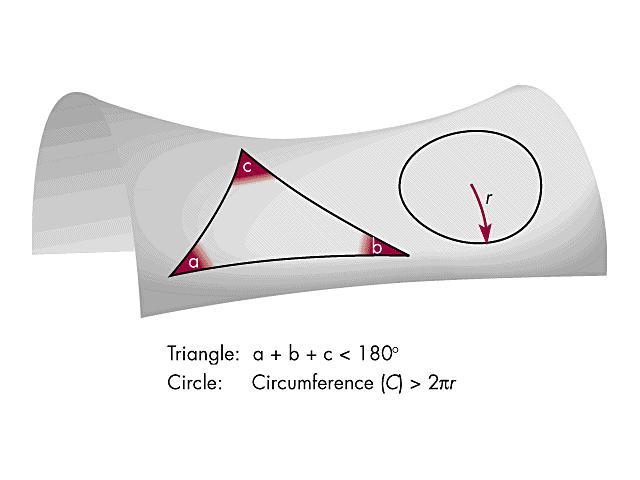 c
r
b
a
Triangle: a + b + c < 180°
Circle: Circumference (C) > 2πr